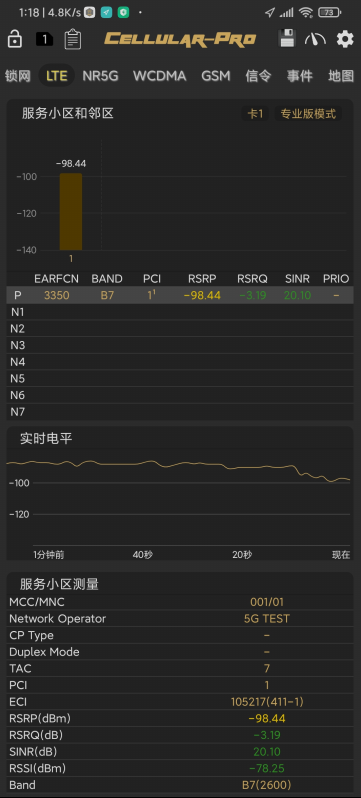 1:18 | 4.8K/s
73
1
Cellular-Pro
锁网 LTE NR5G WCDMA GSM 信令 事件 地图
服务小区和邻区 卡1 专业版模式
-98.44
-100
-120
-140
1
EARFCN BAND PCI RSRP RSRQ SINR PRIO
P 3350 B7 1¹ -98.44 -3.19 20.10 -
N1
N2
N3
N4
N5
N6
N7
实时电平
-100
-120
1分钟前 40秒 20秒 现在
服务小区测量
MCC/MNC 001/01
Network Operator 5G TEST
CP Type -
Duplex Mode -
TAC 7
PCI 1
ECI 105217(411-1)
RSRP(dBm) -98.44
RSRQ(dB) -3.19
SINR(dB) 20.10
RSSI(dBm) -78.25
Band B7(2600)